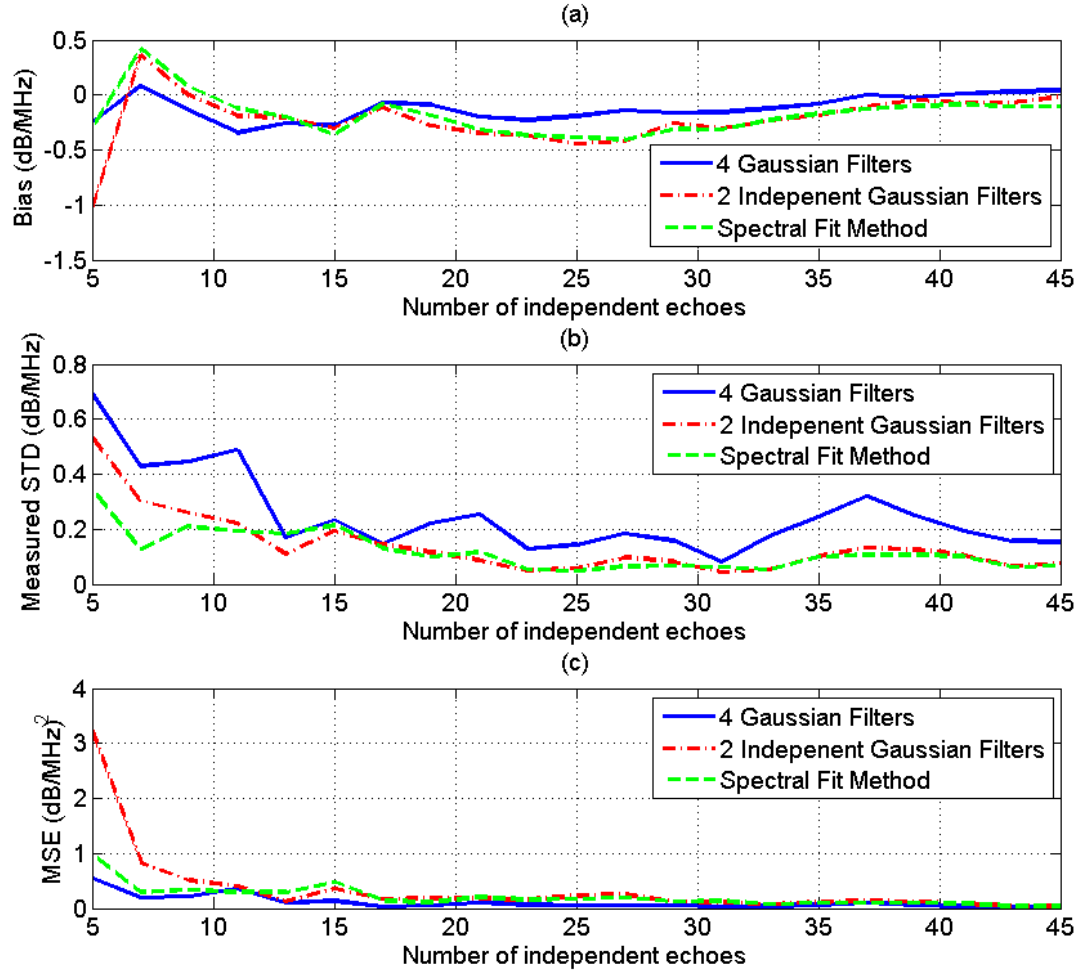 (a)
0.5
0
-0.5
-1
-1.5
Bias (dB/MHz)
4 Gaussian Filters
2 Indepenent Gaussian Filters
Spectral Fit Method
5 10 15 20 25 30 35 40 45
Number of independent echoes
(b)
0.8
0.6
0.4
0.2
0
Measured STD (dB/MHz)
4 Gaussian Filters
2 Indepenent Gaussian Filters
Spectral Fit Method
5 10 15 20 25 30 35 40 45
Number of independent echoes
(c)
4
3
2
1
0
MSE (dB/MHz)²
4 Gaussian Filters
2 Indepenent Gaussian Filters
Spectral Fit Method
5 10 15 20 25 30 35 40 45
Number of independent echoes